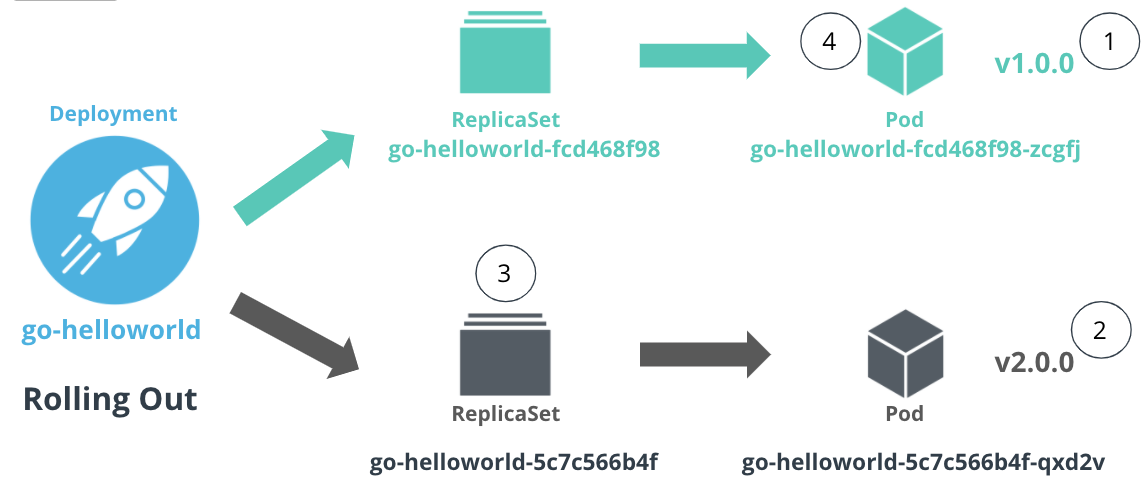 4
1
v1.0.0
Deployment
ReplicaSet
Pod
go-helloworld-fcd468f98
go-helloworld-fcd468f98-zcgfj
3
go-helloworld
2
v2.0.0
Rolling Out
ReplicaSet
Pod
go-helloworld-5c7c566b4f
go-helloworld-5c7c566b4f-qxd2v